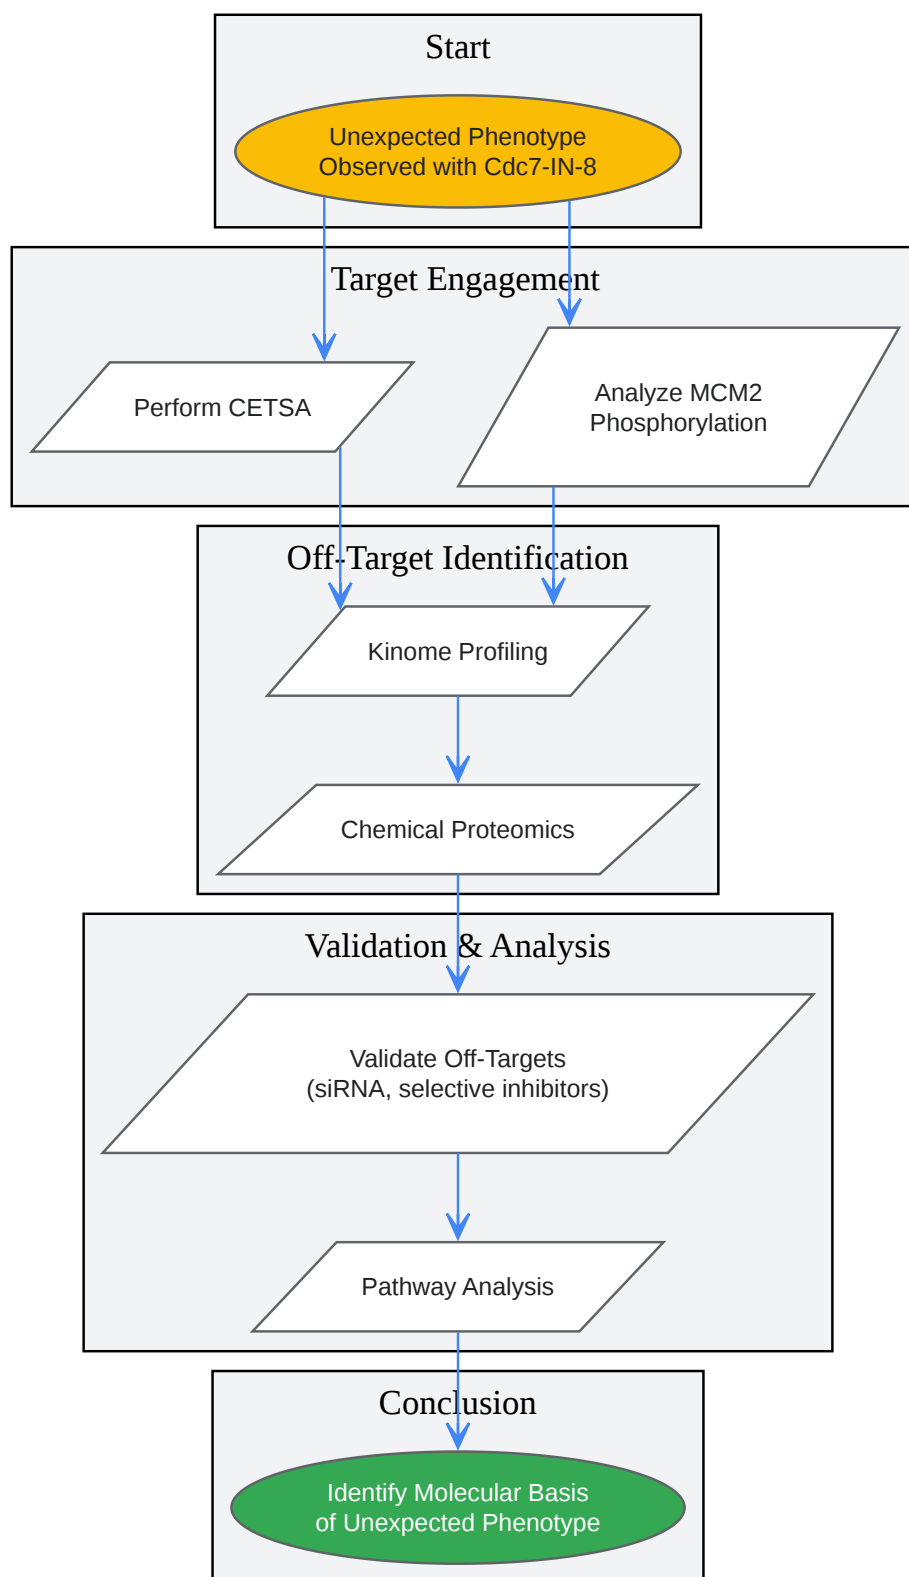 Start
Unexpected Phenotype
Observed with Cdc7-IN-8
Target Engagement
Perform CETSA
Analyze MCM2
Phosphorylation
Off-Target Identification
Kinome Profiling
Chemical Proteomics
Validation & Analysis
Validate Off-Targets
(siRNA, selective inhibitors)
Pathway Analysis
Conclusion
Identify Molecular Basis
of Unexpected Phenotype